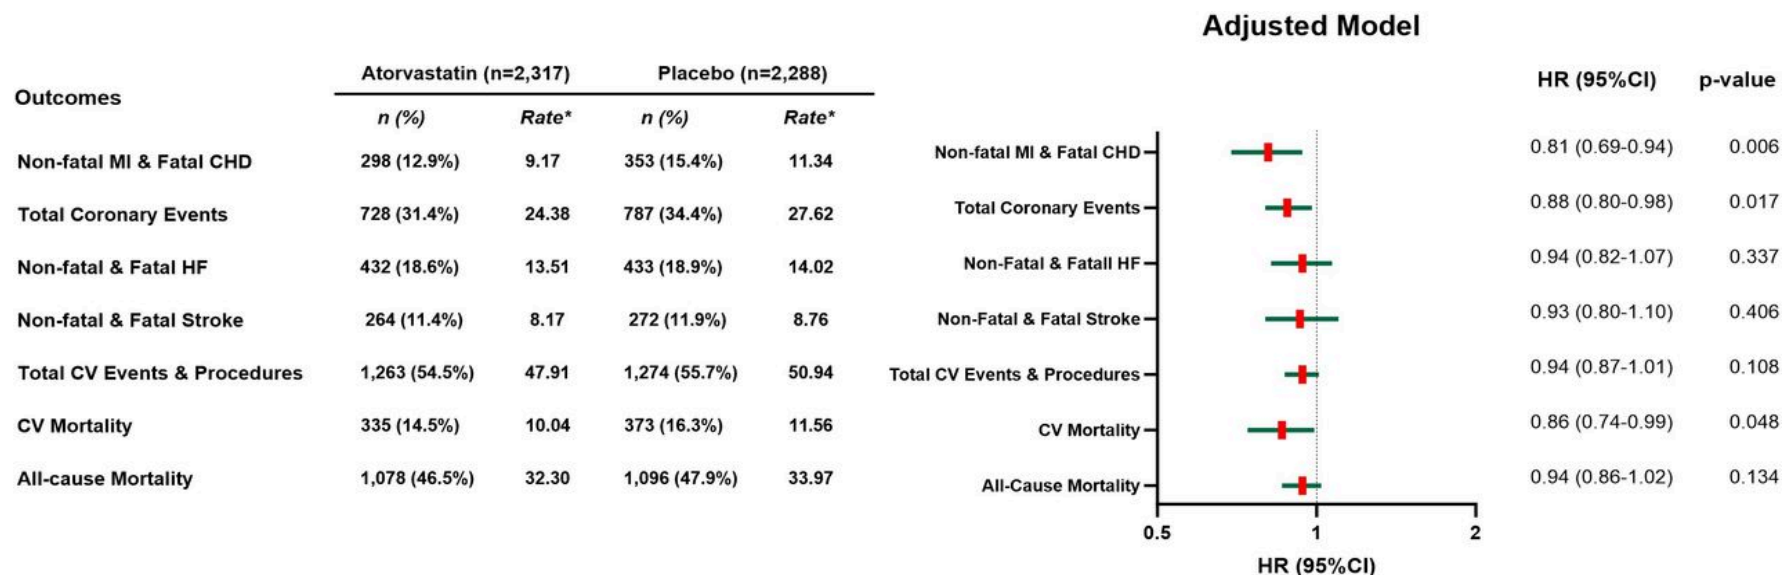 Adjusted Model
Outcomes
Atorvastatin (n=2,317) Placebo (n=2,288)
n (%) Rate* n (%) Rate*
Non-fatal MI & Fatal CHD 298 (12.9%) 9.17 353 (15.4%) 11.34
Total Coronary Events 728 (31.4%) 24.38 787 (34.4%) 27.62
Non-fatal & Fatal HF 432 (18.6%) 13.51 433 (18.9%) 14.02
Non-fatal & Fatal Stroke 264 (11.4%) 8.17 272 (11.9%) 8.76
Total CV Events & Procedures 1,263 (54.5%) 47.91 1,274 (55.7%) 50.94
CV Mortality 335 (14.5%) 10.04 373 (16.3%) 11.56
All-cause Mortality 1,078 (46.5%) 32.30 1,096 (47.9%) 33.97
HR (95%CI) p-value
Non-fatal MI & Fatal CHD 0.81 (0.69-0.94) 0.006
Total Coronary Events 0.88 (0.80-0.98) 0.017
Non-Fatal & Fatall HF 0.94 (0.82-1.07) 0.337
Non-Fatal & Fatal Stroke 0.93 (0.80-1.10) 0.406
Total CV Events & Procedures 0.94 (0.87-1.01) 0.108
CV Mortality 0.86 (0.74-0.99) 0.048
All-Cause Mortality 0.94 (0.86-1.02) 0.134
0.5 1 2
HR (95%CI)